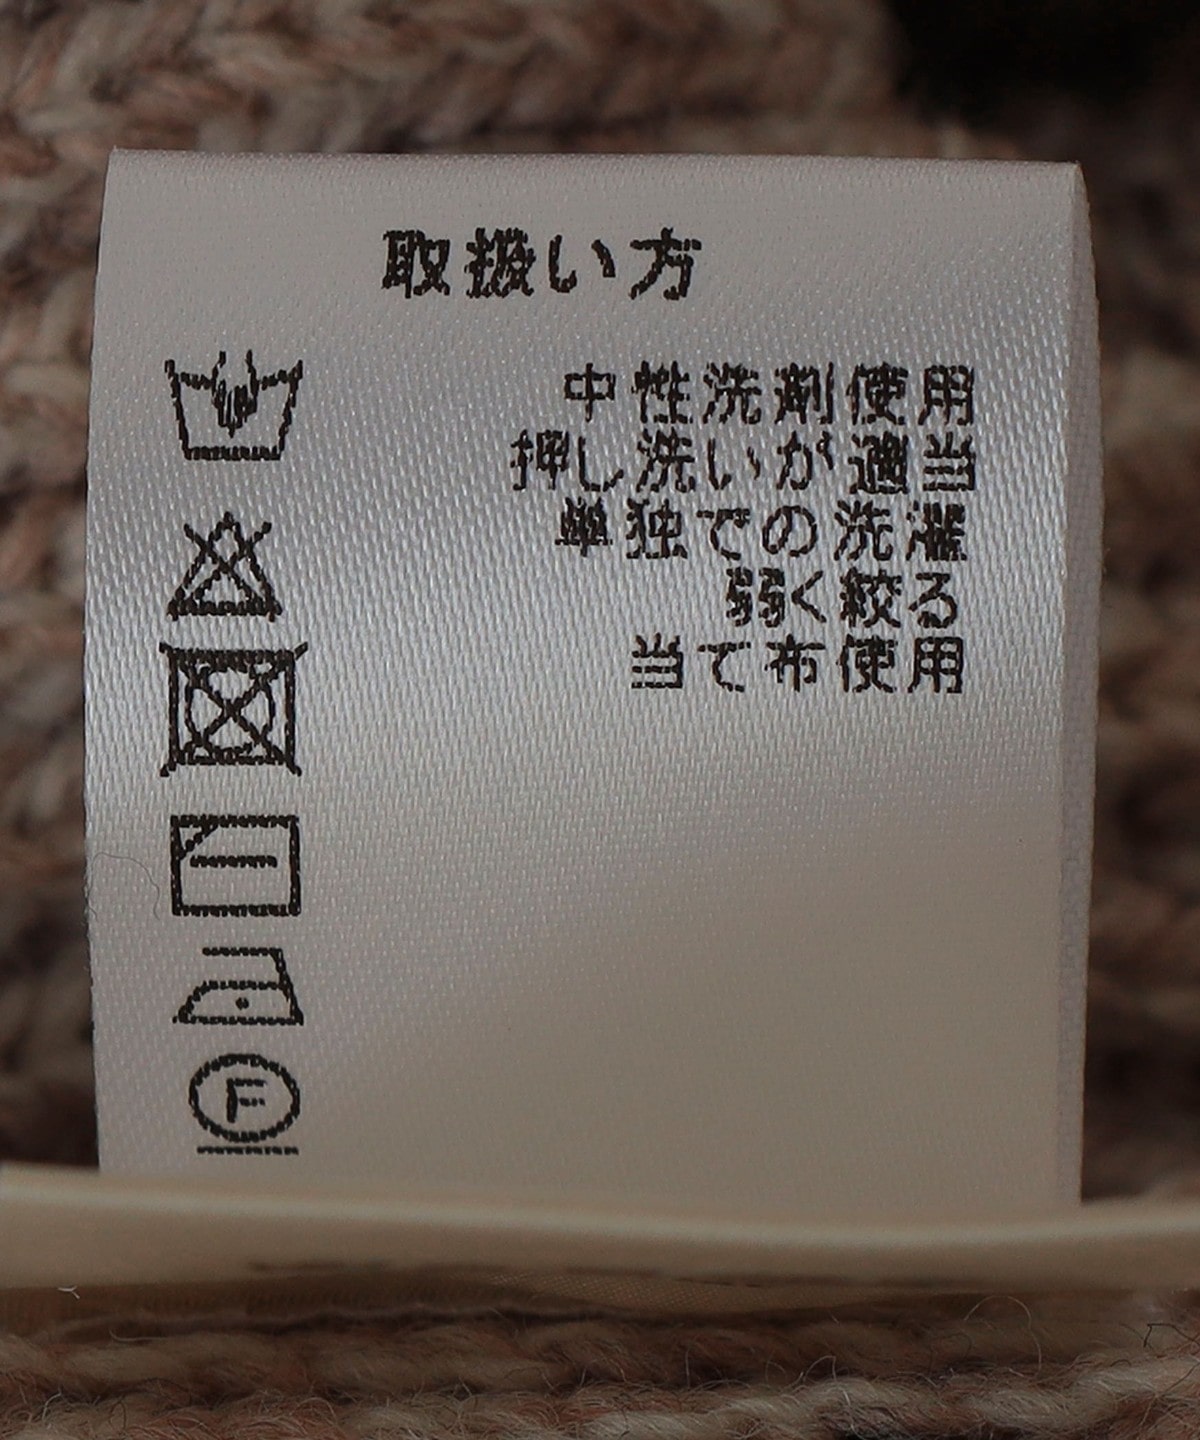 取扱い方
中性洗剤使用
押し洗いが適当
単独での洗濯
弱く絞る
当て布使用
F